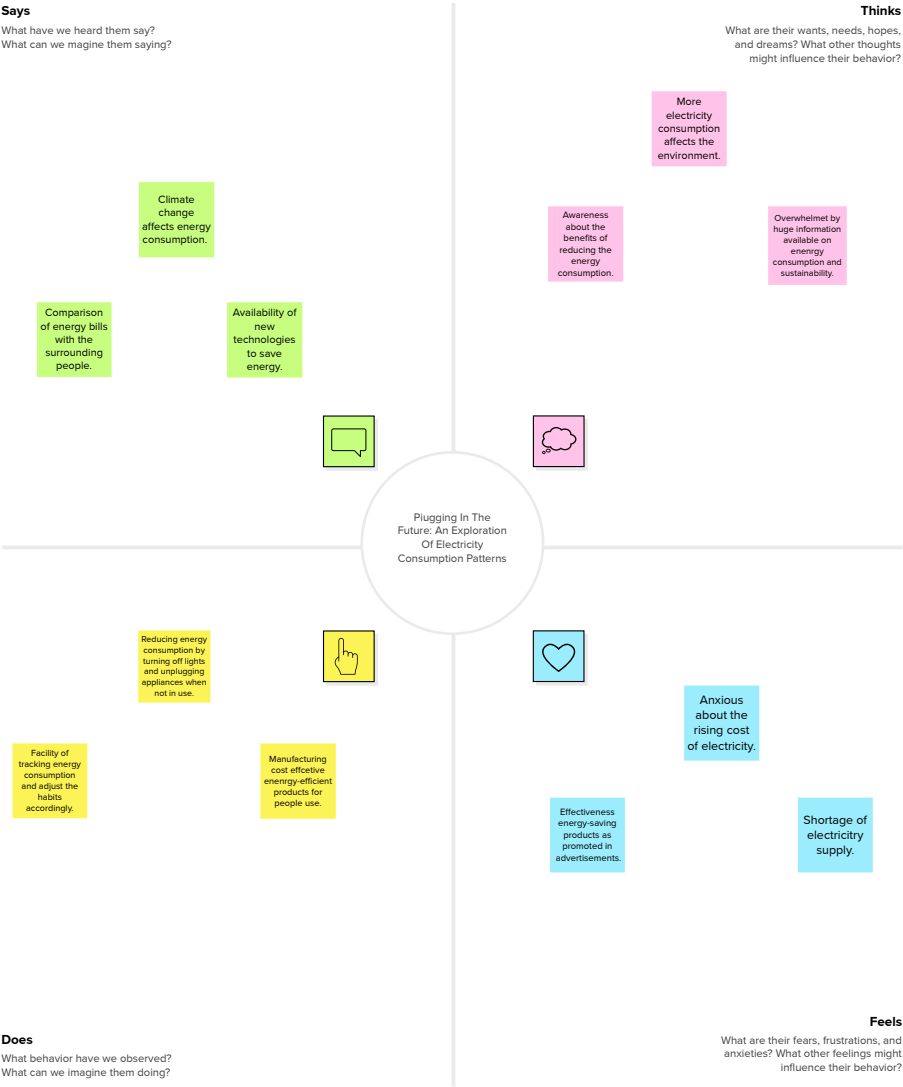 Says
What have we heard them say?
What can we magine them saying?
Thinks
What are their wants, needs, hopes,
and dreams? What other thoughts
might influence their behavior?
More
electricity
consumption
affects the
environment.
Climate
change
affects energy
consumption.
Awareness
about the
benefits of
reducing the
energy
consumption.
Overwhelmet by
huge information
available on
enenrgy
consumption and
sustainability.
Comparison
of energy bills
with the
surrounding
people.
Availability of
new
technologies
to save
energy.
Piugging In The
Future: An Exploration
Of Electricity
Consumption Patterns
Reducing energy
consumption by
turning off lights
and unplugging
appliances when
not in use.
Facility of
tracking energy
consumption
and adjust the
habits
accordingly.
Manufacturing
cost effcetive
enenrgy-efficient
products for
people use.
Anxious
about the
rising cost
of electricity.
Effectiveness
energy-saving
products as
promoted in
advertisements.
Shortage of
electricitry
supply.
Does
What behavior have we observed?
What can we imagine them doing?
Feels
What are their fears, frustrations, and
anxieties? What other feelings might
influence their behavior?